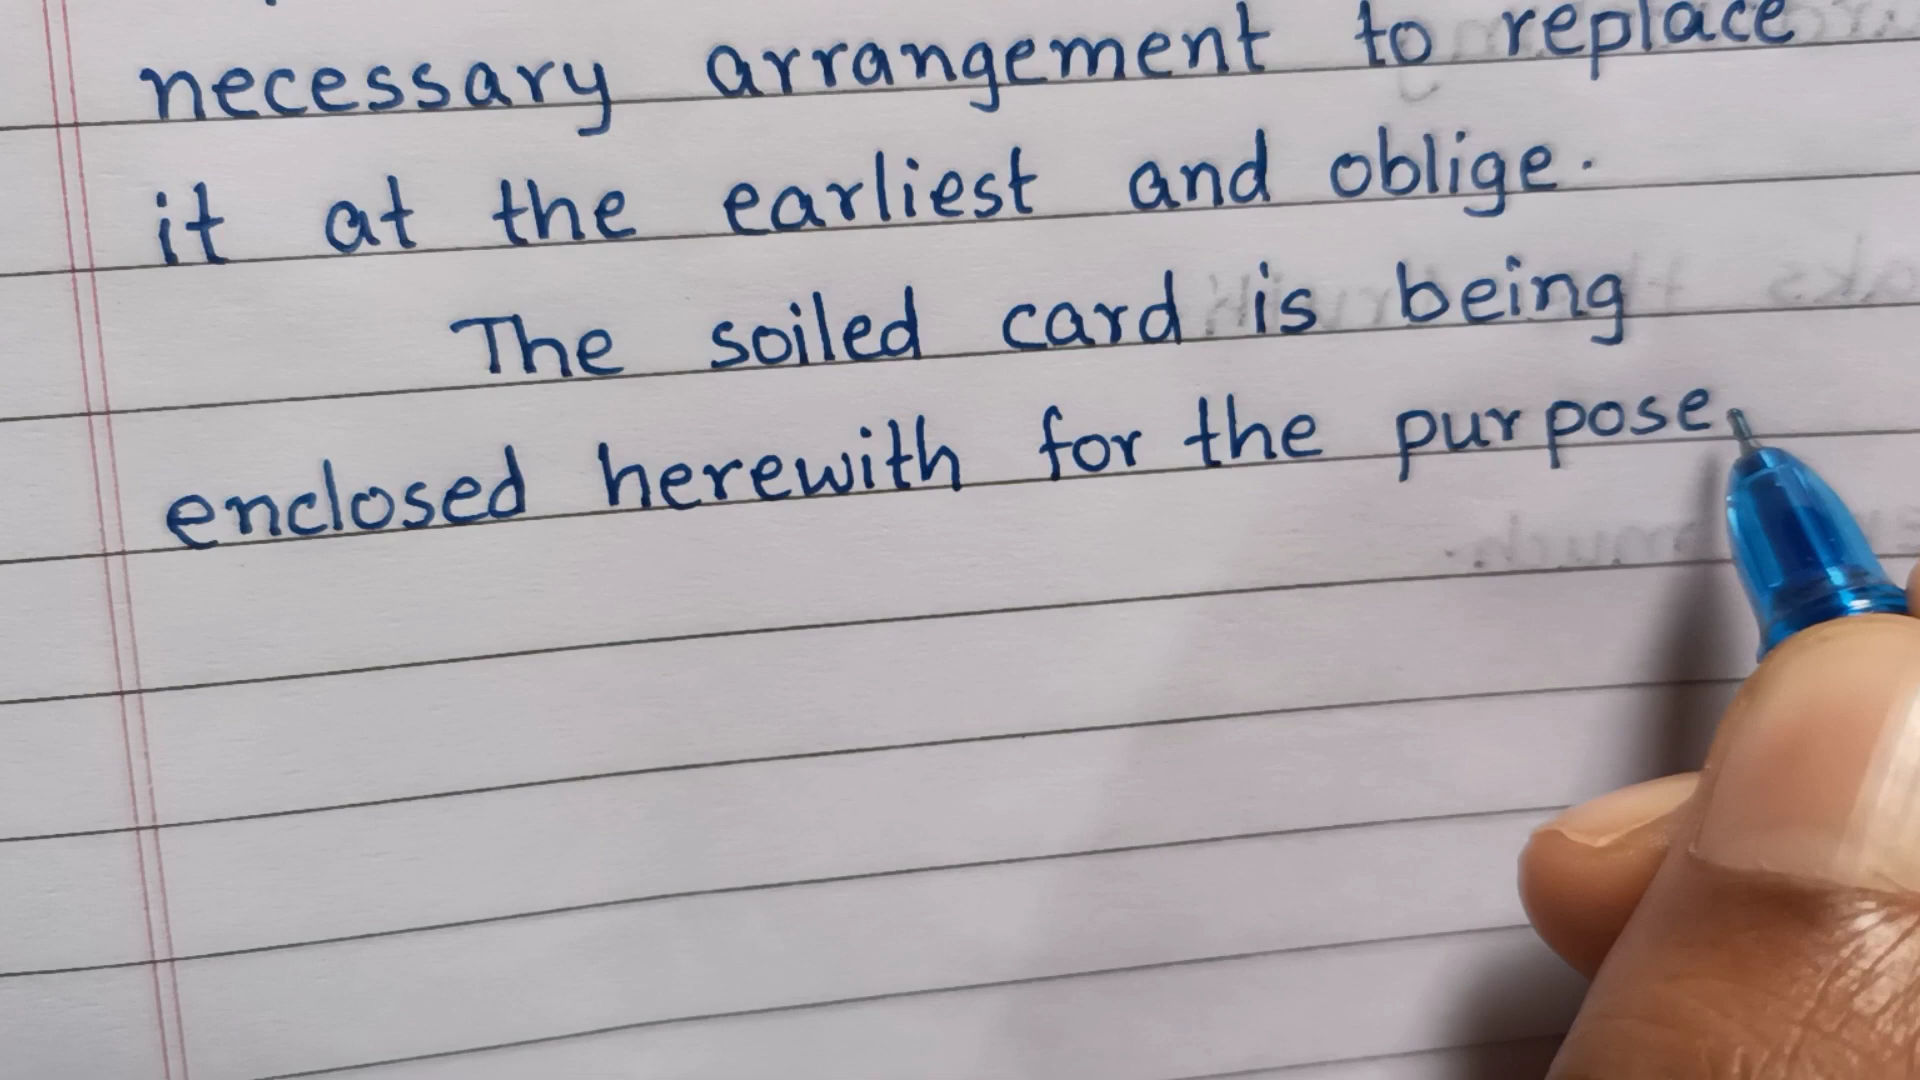 necessary arrangement to replace
it at the earliest and oblige.
The soiled card is being
enclosed herewith for the purpose